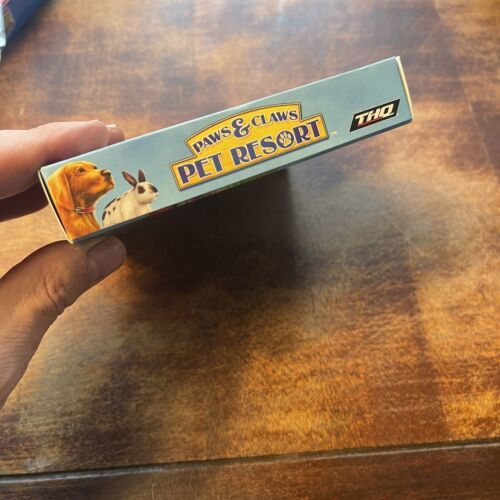 PAWS & CLAWS
PET RESORT
THQ